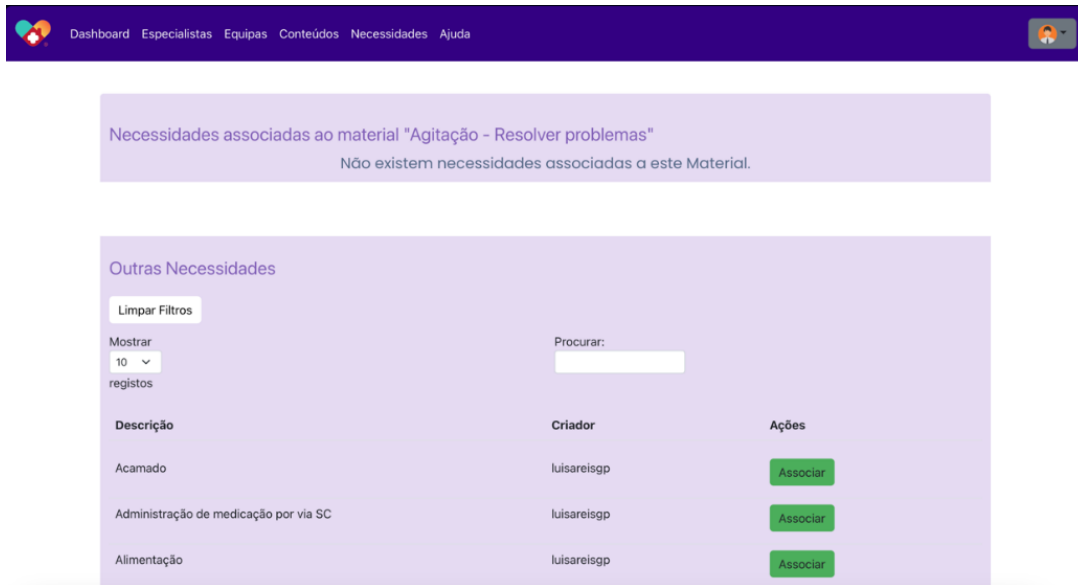 Dashboard Especialistas Equipas Conteúdos Necessidades Ajuda
Necessidades associadas ao material "Agitação - Resolver problemas"
Não existem necessidades associadas a este Material.
Outras Necessidades
Limpar Filtros
Mostrar
10
registos
Procurar:
Descrição Criador Ações
Acamado luisareisgp Associar
Administração de medicação por via SC luisareisgp Associar
Alimentação luisareisgp Associar